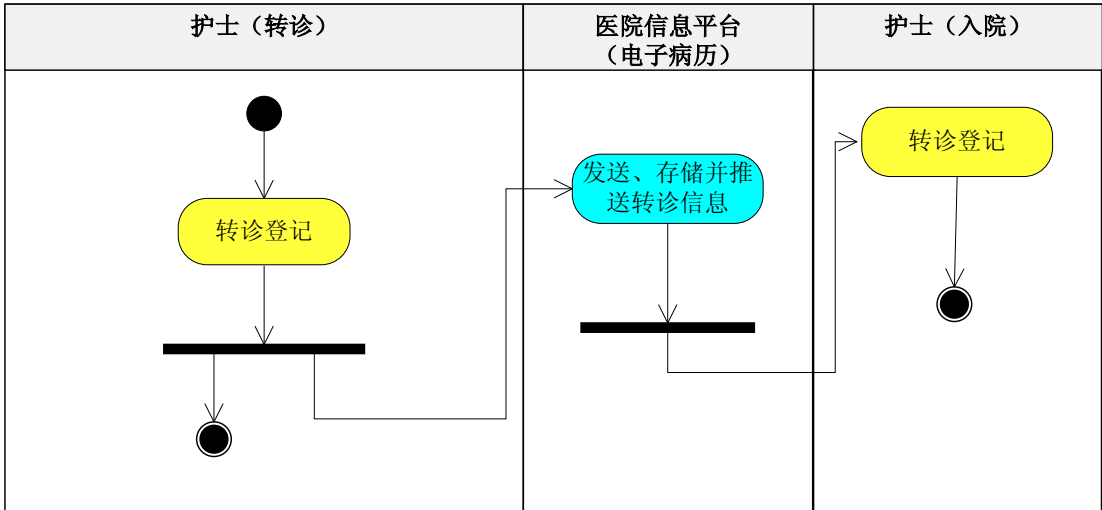 护士（转诊）
医院信息平台
（电子病历）
护士（入院）
转诊登记
发送、存储并推
送转诊信息
转诊登记